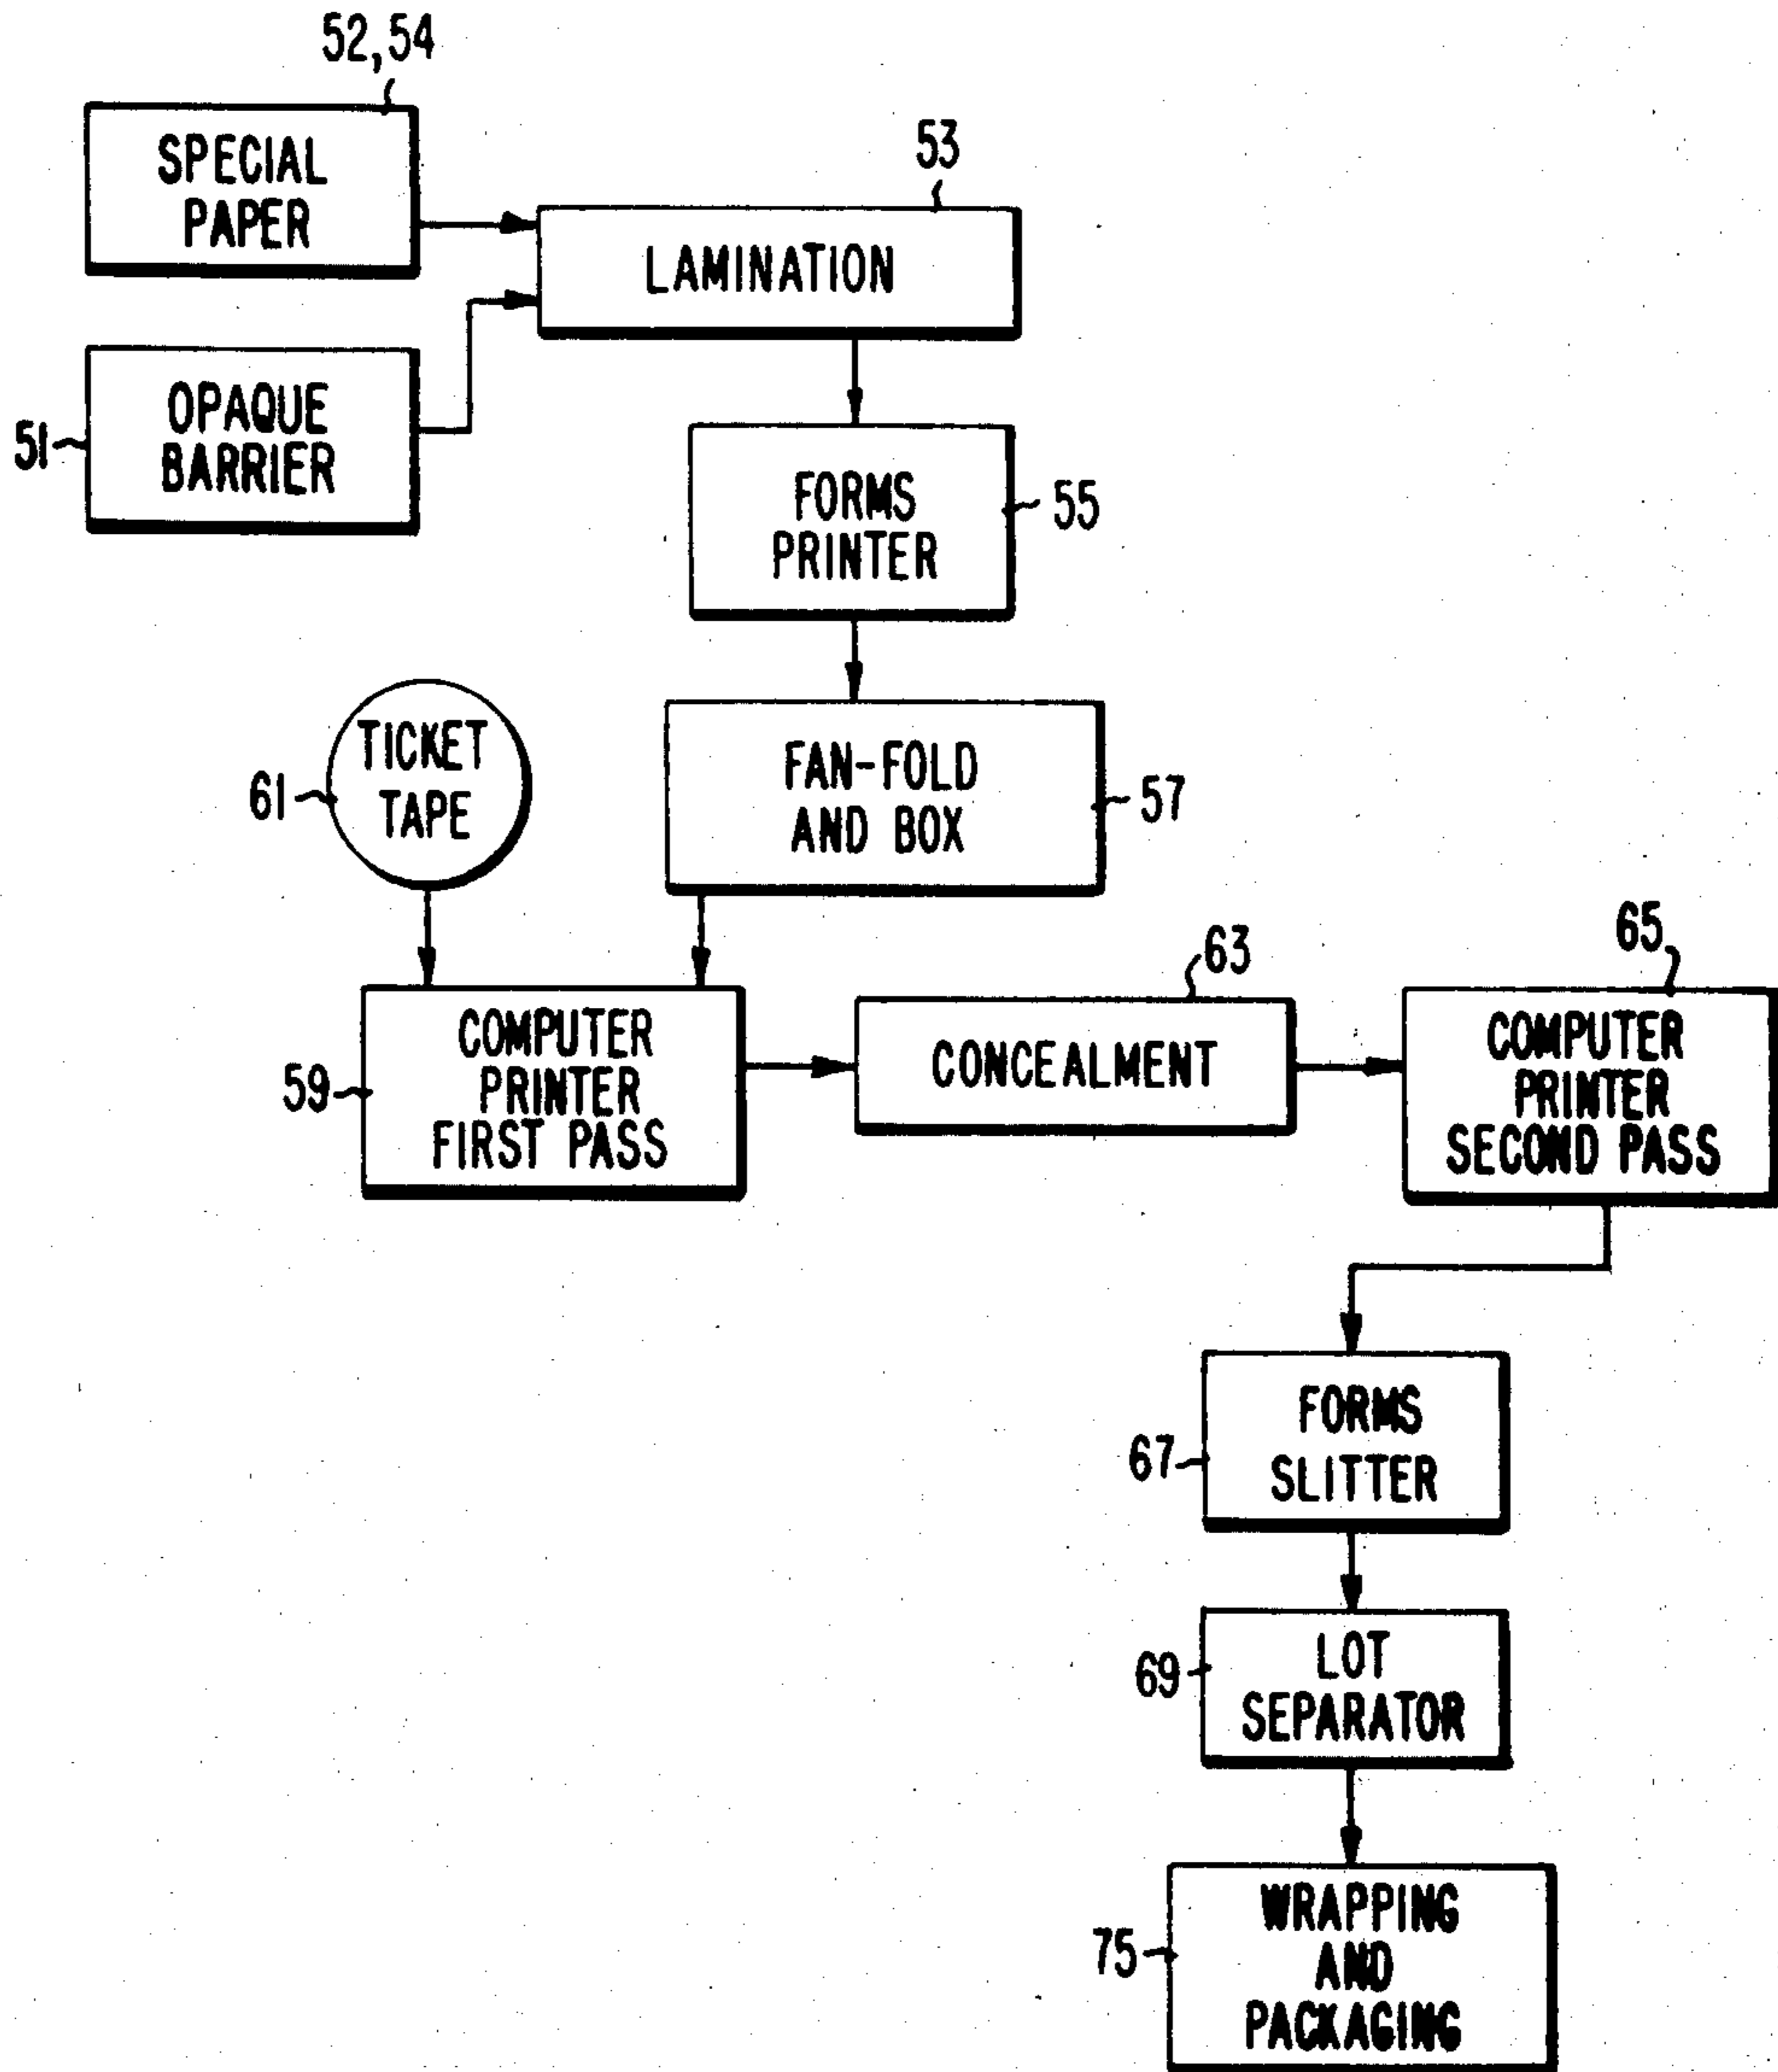 52,54
SPECIAL
PAPER
53
LAMINATION
51
OPAQUE
BARRIER
FORMS
PRINTER
55
61
TICKET
TAPE
FAN-FOLD
AND BOX
57
59
COMPUTER
PRINTER
FIRST PASS
63
CONCEALMENT
65
COMPUTER
PRINTER
SECOND PASS
67
FORMS
SLITTER
69
LOT
SEPARATOR
75
WRAPPING
AND
PACKAGING